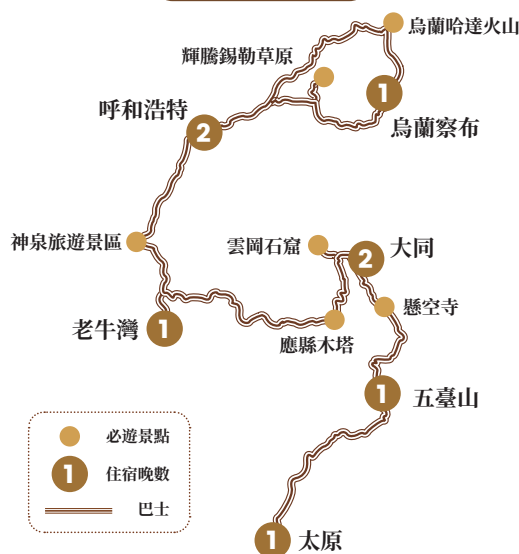 烏蘭哈達火山
輝騰錫勒草原
1
呼和浩特
烏蘭察布
2
神泉旅遊景區
雲岡石窟
大同
2
懸空寺
老牛灣
1
應縣木塔
1
五臺山
必遊景點
1
住宿晚數
巴士
1
太原